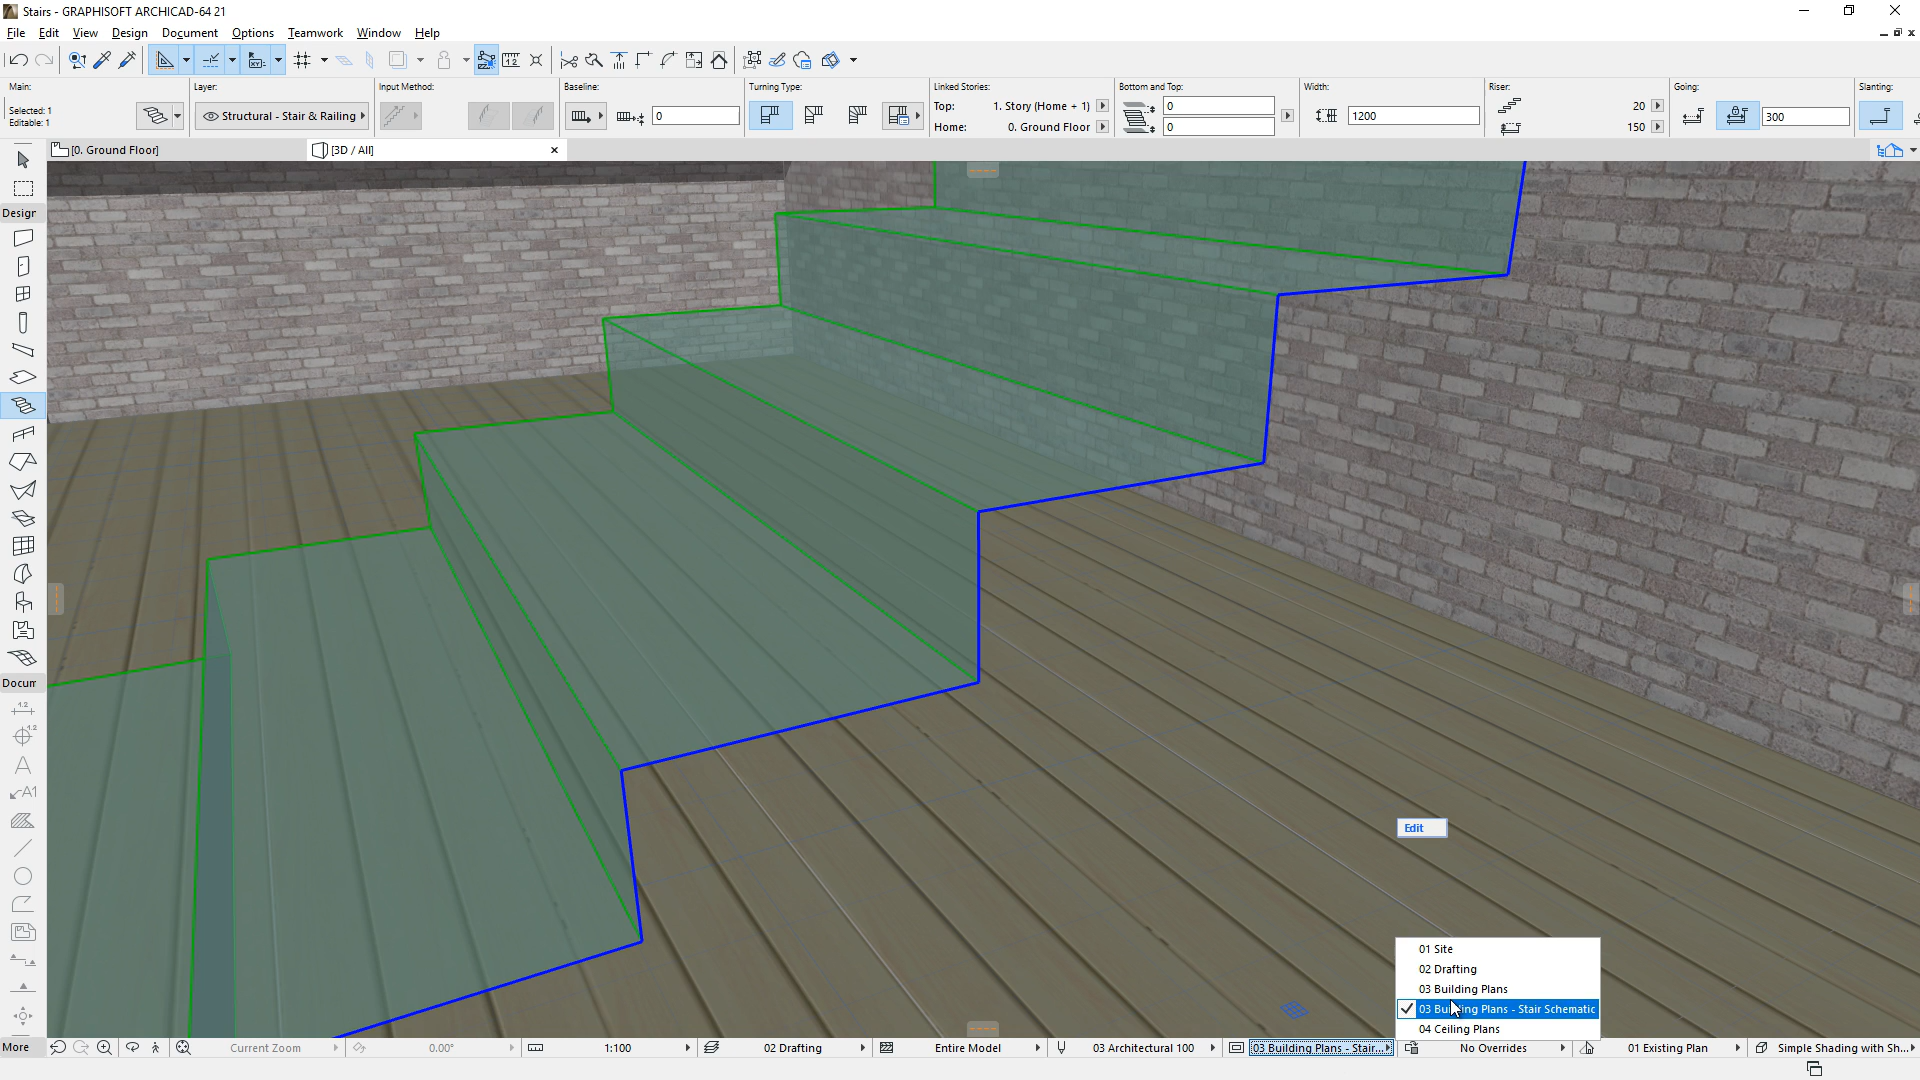 Stairs - GRAPHISOFT ARCHICAD-64 21
File Edit View Design Document Options Teamwork Window Help
Main: Layer: Input Method: Baseline: Turning Type: Linked Stories: Bottom and Top: Width: Riser: Going: Slanting:
Selected: 1
Editable: 1
Structural - Stair & Railing
0
Top: 1. Story (Home + 1)
Home: 0. Ground Floor
0
0
1200
20
150
300
[0. Ground Floor]
[3D / All]
Design
Docum
1.2
1.2
A
A1
More
Edit
01 Site
02 Drafting
03 Building Plans
03 Building Plans - Stair Schematic
04 Ceiling Plans
Current Zoom 0.00° 1:100 02 Drafting Entire Model 03 Architectural 100 03 Building Plans - Stair... No Overrides 01 Existing Plan Simple Shading with Sh...